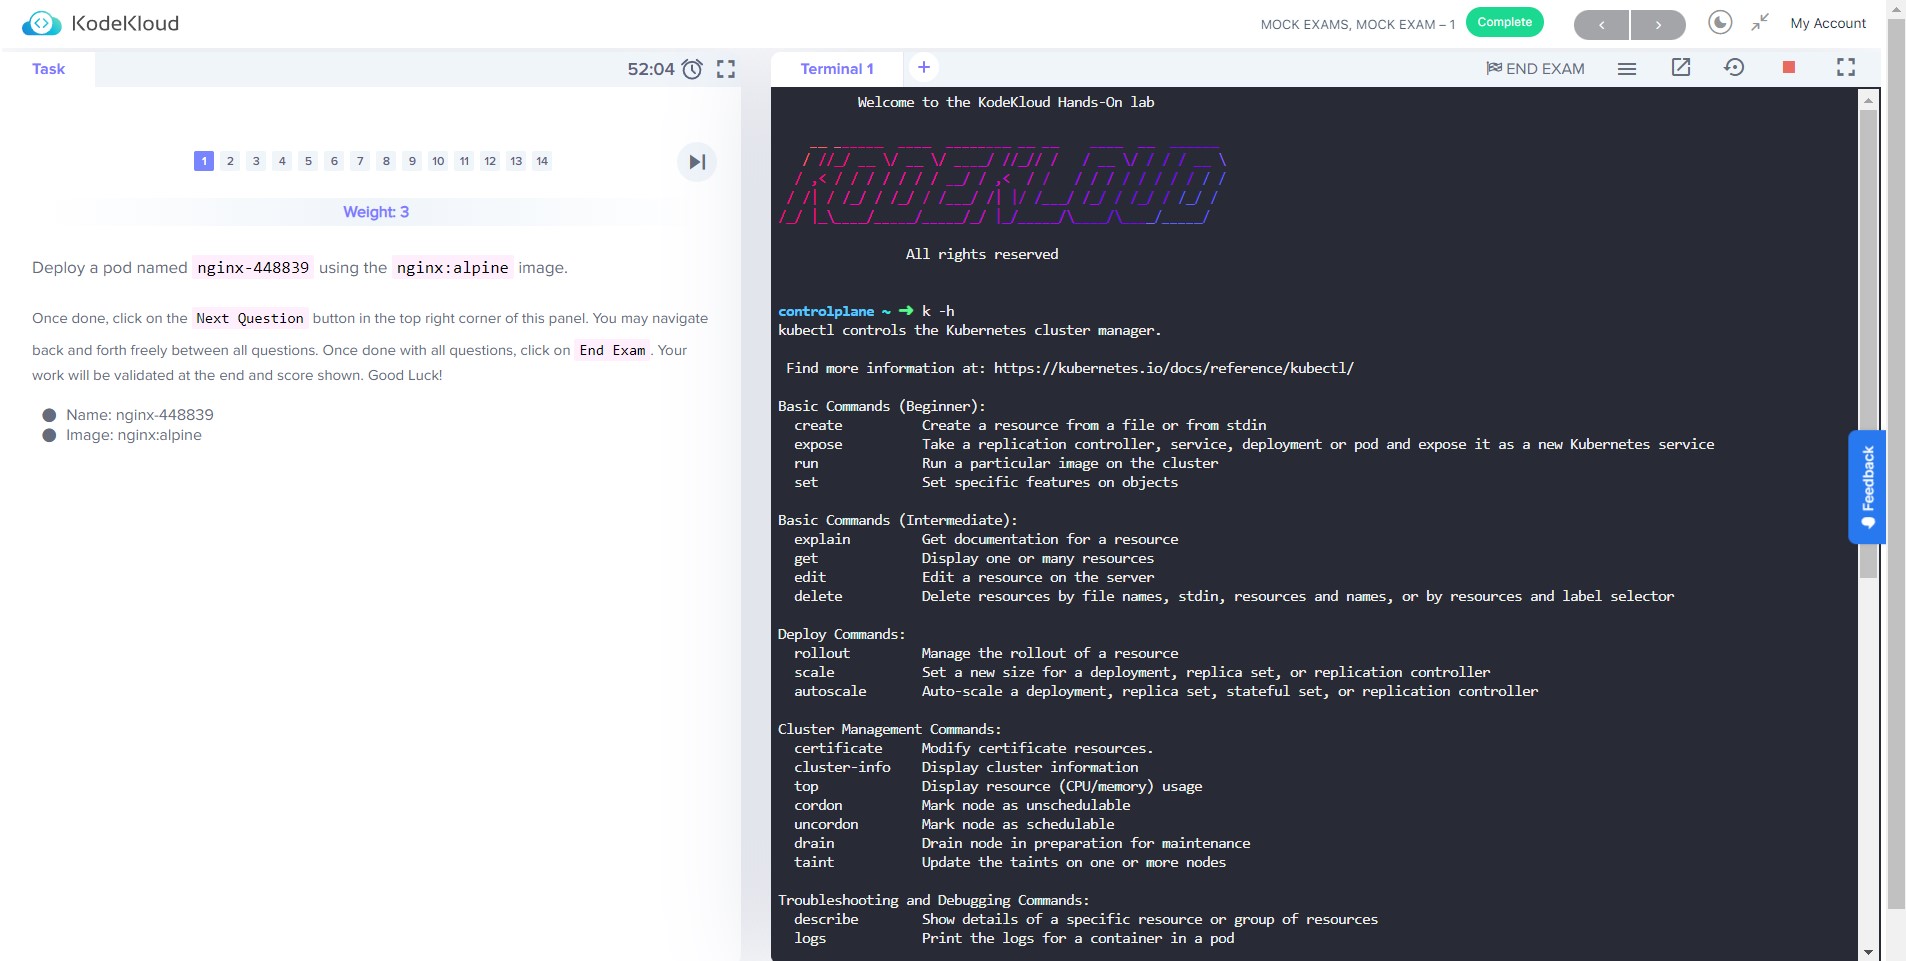 KodeKloud
MOCK EXAMS, MOCK EXAM – 1
Complete
My Account
Task
52:04
Terminal 1
+
END EXAM
1 2 3 4 5 6 7 8 9 10 11 12 13 14
Weight: 3
Deploy a pod named nginx-448839 using the nginx:alpine image.
Once done, click on the Next Question button in the top right corner of this panel. You may navigate
back and forth freely between all questions. Once done with all questions, click on End Exam. Your
work will be validated at the end and score shown. Good Luck!
Name: nginx-448839
Image: nginx:alpine
Welcome to the KodeKloud Hands-On lab
KODEKLOUD
All rights reserved
controlplane ~ ➜ k -h
kubectl controls the Kubernetes cluster manager.
Find more information at: https://kubernetes.io/docs/reference/kubectl/
Basic Commands (Beginner):
create Create a resource from a file or from stdin
expose Take a replication controller, service, deployment or pod and expose it as a new Kubernetes service
run Run a particular image on the cluster
set Set specific features on objects
Basic Commands (Intermediate):
explain Get documentation for a resource
get Display one or many resources
edit Edit a resource on the server
delete Delete resources by file names, stdin, resources and names, or by resources and label selector
Deploy Commands:
rollout Manage the rollout of a resource
scale Set a new size for a deployment, replica set, or replication controller
autoscale Auto-scale a deployment, replica set, stateful set, or replication controller
Cluster Management Commands:
certificate Modify certificate resources.
cluster-info Display cluster information
top Display resource (CPU/memory) usage
cordon Mark node as unschedulable
uncordon Mark node as schedulable
drain Drain node in preparation for maintenance
taint Update the taints on one or more nodes
Troubleshooting and Debugging Commands:
describe Show details of a specific resource or group of resources
logs Print the logs for a container in a pod
Feedback